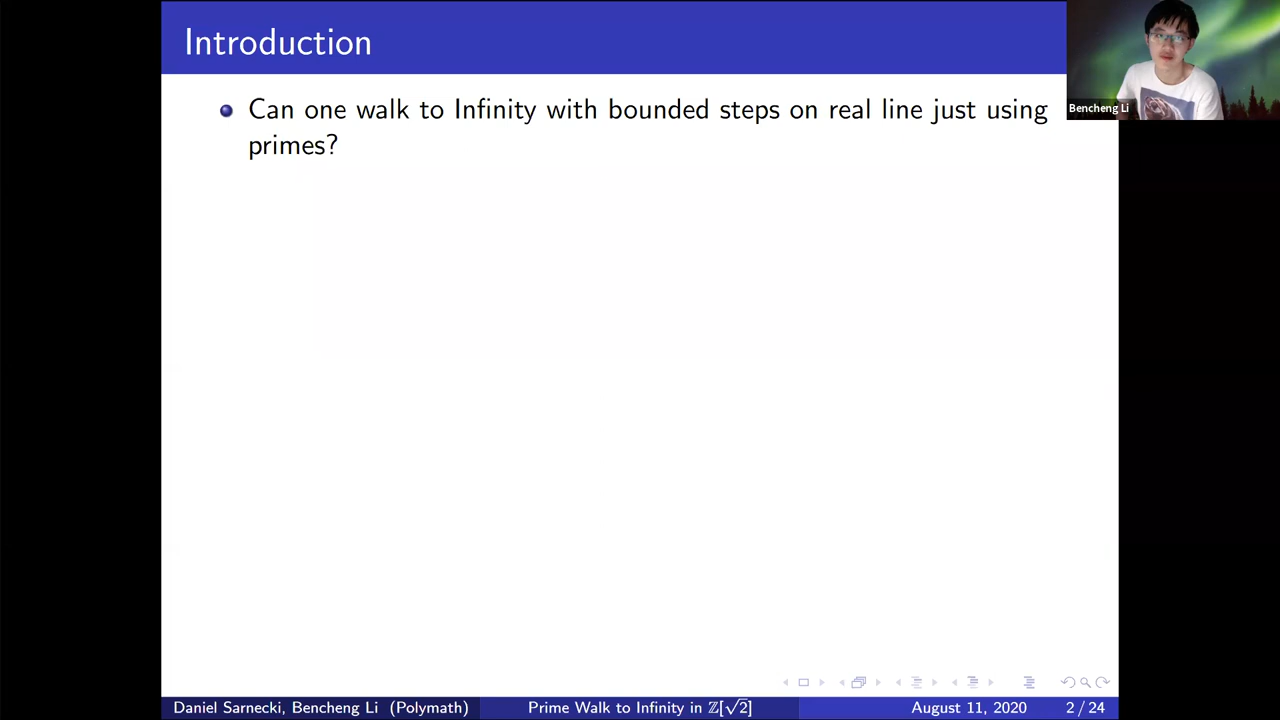 Introduction
Can one walk to Infinity with bounded steps on real line just using
primes?
Bencheng Li
Daniel Sarnecki, Bencheng Li (Polymath) Prime Walk to Infinity in ℤ[√2] August 11, 2020 2 / 24